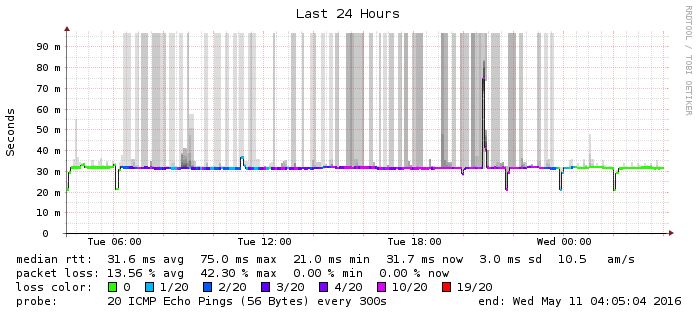 Last 24 Hours
RRDTOOL / TOBI OETIKER
Seconds
90 m
80 m
70 m
60 m
50 m
40 m
30 m
20 m
10 m
0
Tue 06:00 Tue 12:00 Tue 18:00 Wed 00:00
median rtt: 31.6 ms avg 75.0 ms max 21.0 ms min 31.7 ms now 3.0 ms sd 10.5 am/s
packet loss: 13.56 % avg 42.30 % max 0.00 % min 0.00 % now
loss color: 0 1/20 2/20 3/20 4/20 10/20 19/20
probe: 20 ICMP Echo Pings (56 Bytes) every 300s end: Wed May 11 04:05:04 2016